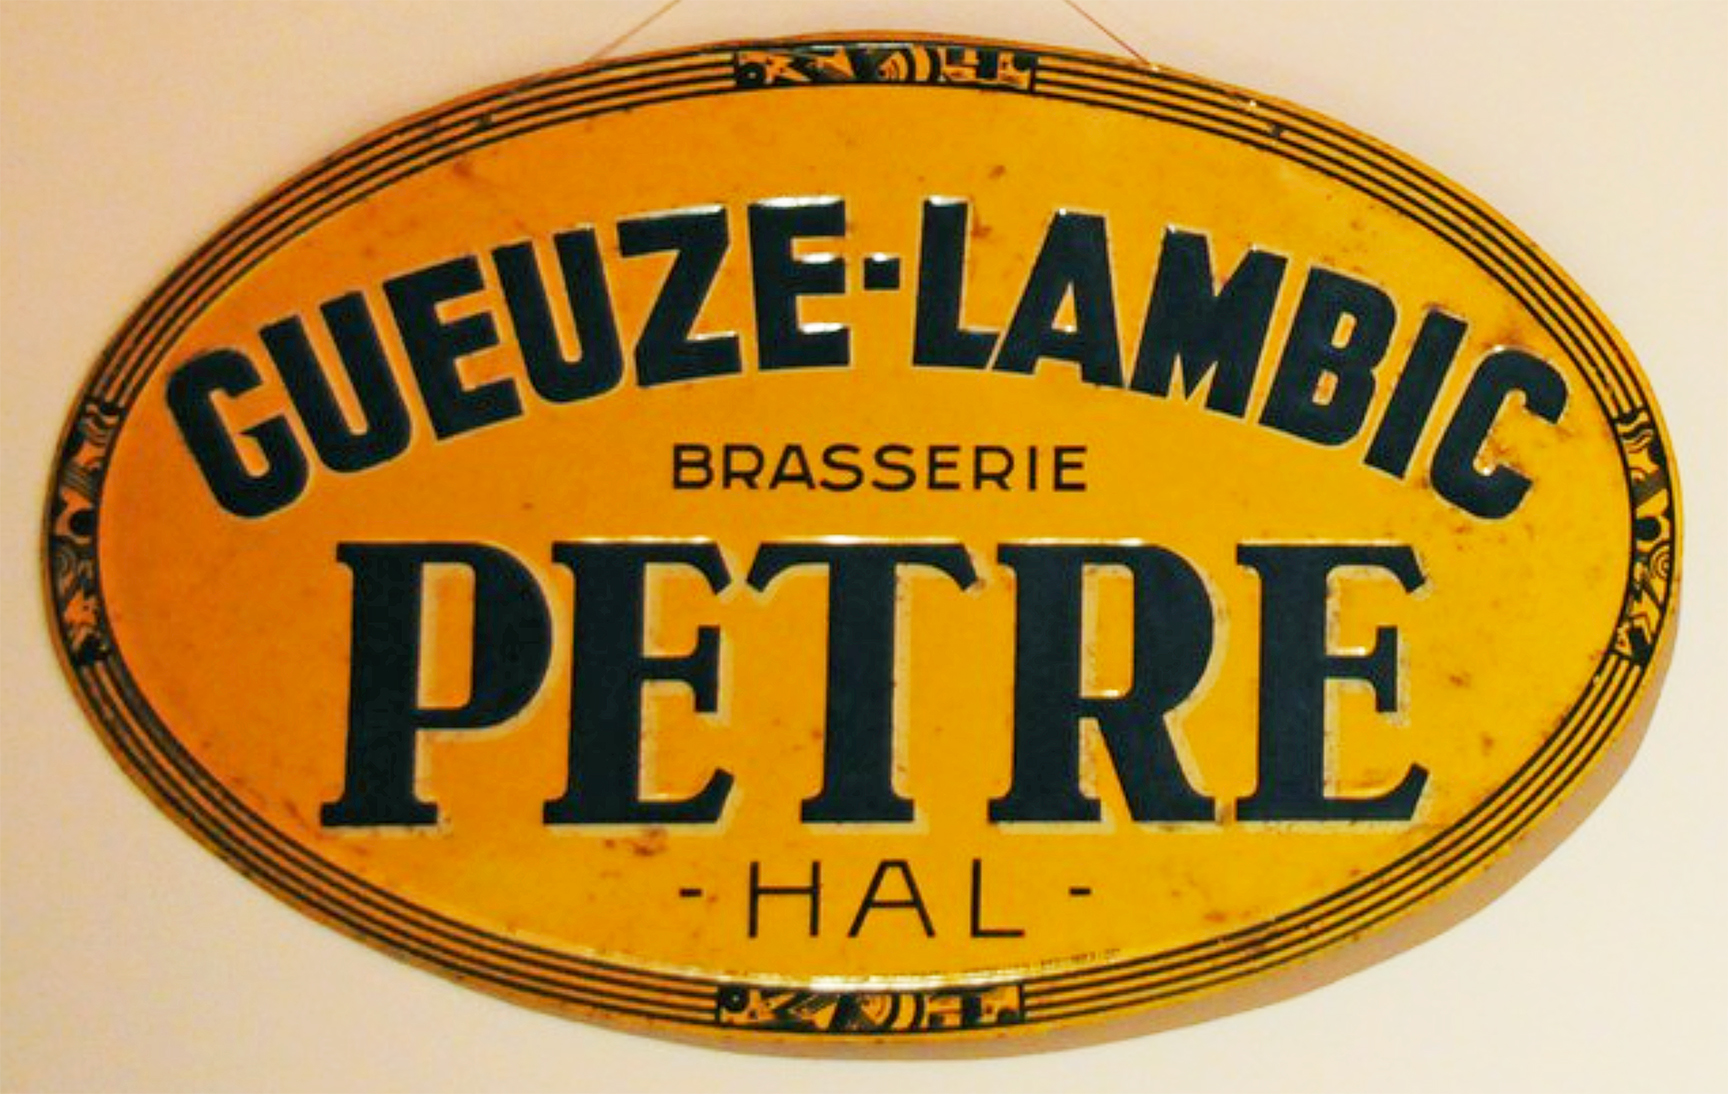 GUEUZE-LAMBIC
BRASSERIE
PETRE
-HAL-